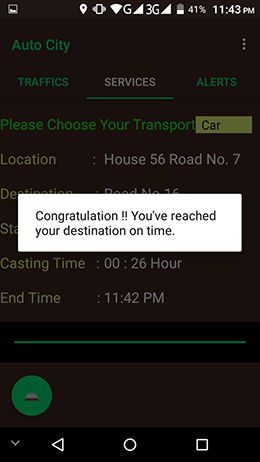 3G 41% 11:43 PM
Auto City
TRAFFICS SERVICES ALERTS
Please Choose Your Transport Car
Location : House 56 Road No. 7
Destination : Road No 16
Congratulation !! You've reached
your destination on time.
Casting Time : 00 : 26 Hour
End Time : 11:42 PM